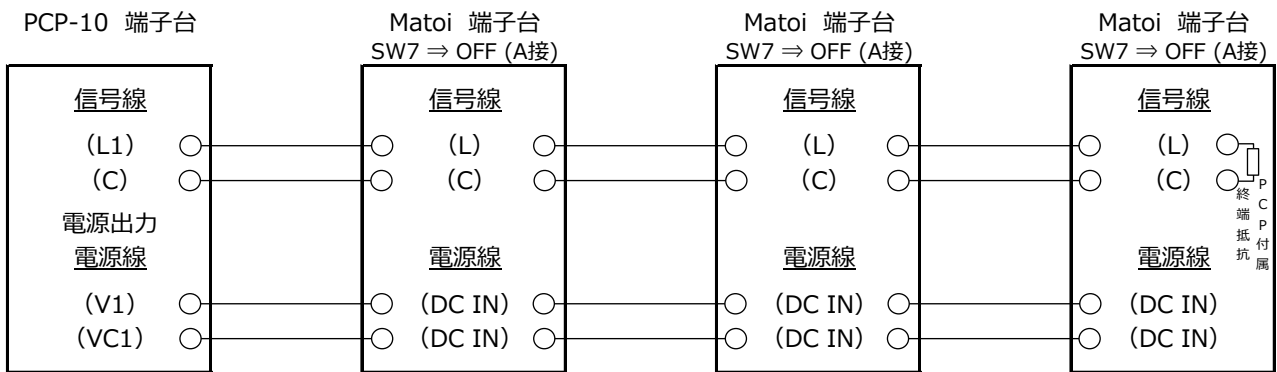 PCP-10 端子台
Matoi 端子台
SW7 ⇒ OFF (A接)
Matoi 端子台
SW7 ⇒ OFF (A接)
Matoi 端子台
SW7 ⇒ OFF (A接)
信号線
(L1)
(C)
電源出力
電源線
(V1)
(VC1)
信号線
(L)
(C)
電源線
(DC IN)
(DC IN)
信号線
(L)
(C)
電源線
(DC IN)
(DC IN)
信号線
(L)
(C)
PCP付属
終端抵抗
電源線
(DC IN)
(DC IN)